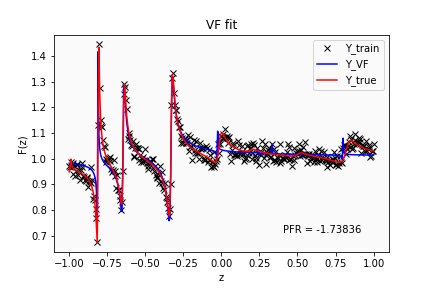 VF fit
F(z)
1.4
1.3
1.2
1.1
1.0
0.9
0.8
0.7
Y_train
Y_VF
Y_true
PFR = -1.73836
−1.00 −0.75 −0.50 −0.25 0.00 0.25 0.50 0.75 1.00
z